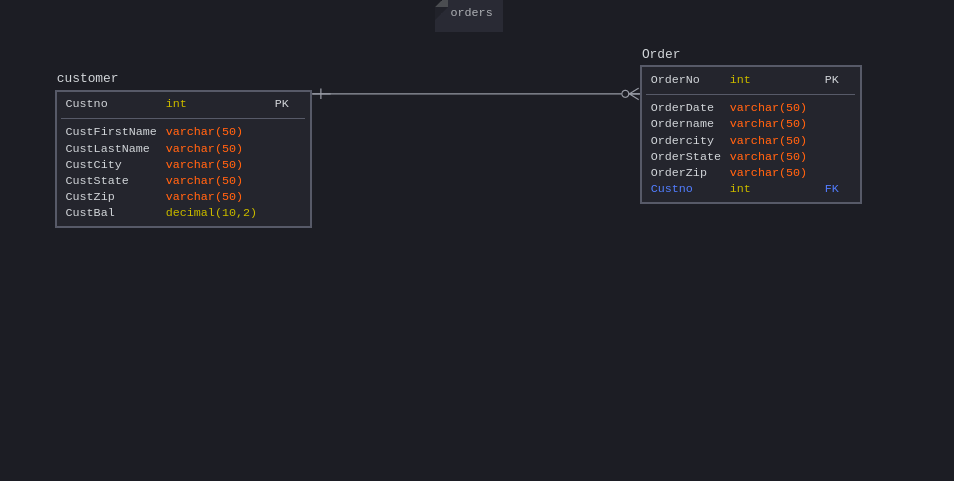 orders
customer
Custno int PK
CustFirstName varchar(50)
CustLastName varchar(50)
CustCity varchar(50)
CustState varchar(50)
CustZip varchar(50)
CustBal decimal(10,2)
Order
OrderNo int PK
OrderDate varchar(50)
Ordername varchar(50)
Ordercity varchar(50)
OrderState varchar(50)
OrderZip varchar(50)
Custno int FK